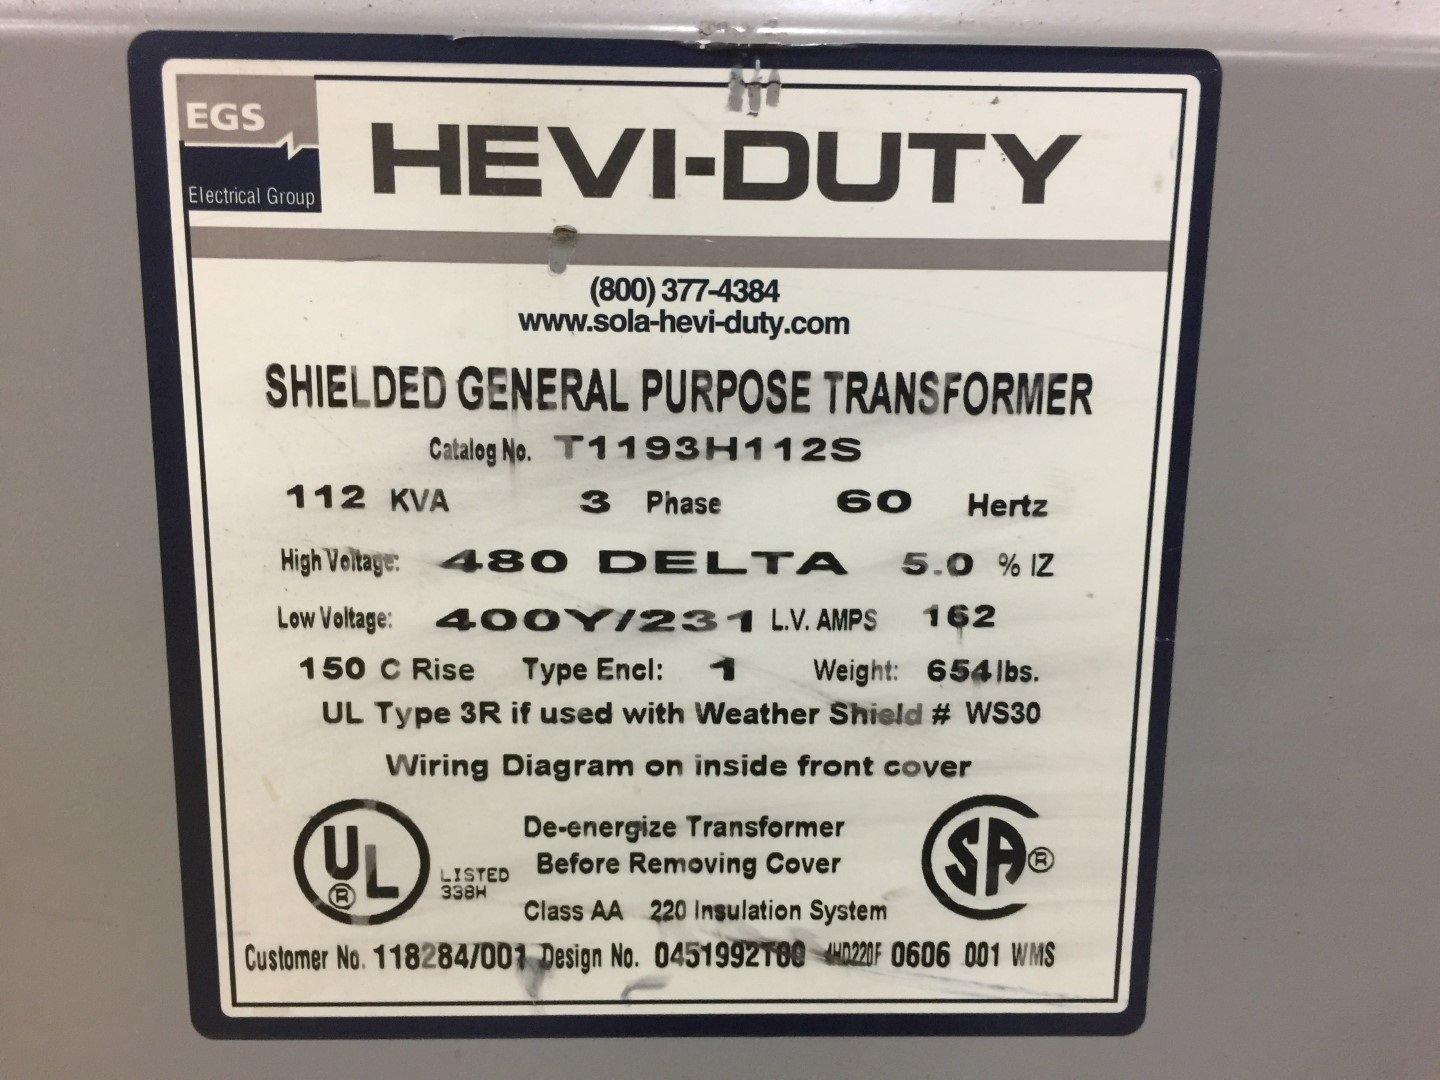 EGS
Electrical Group
HEVI-DUTY
(800) 377-4384
www.sola-hevi-duty.com
SHIELDED GENERAL PURPOSE TRANSFORMER
Catalog No. T1193H112S
112 KVA 3 Phase 60 Hertz
High Voltage: 480 DELTA 5.0 % IZ
Low Voltage: 400Y/231 L.V. AMPS 162
150 C Rise Type Encl: 1 Weight: 654 lbs.
UL Type 3R if used with Weather Shield # WS30
Wiring Diagram on inside front cover
UL ® LISTED 338H
De-energize Transformer
Before Removing Cover
Class AA 220 Insulation System
SA ®
Customer No. 118284/001 Design No. 0606 001 WMS